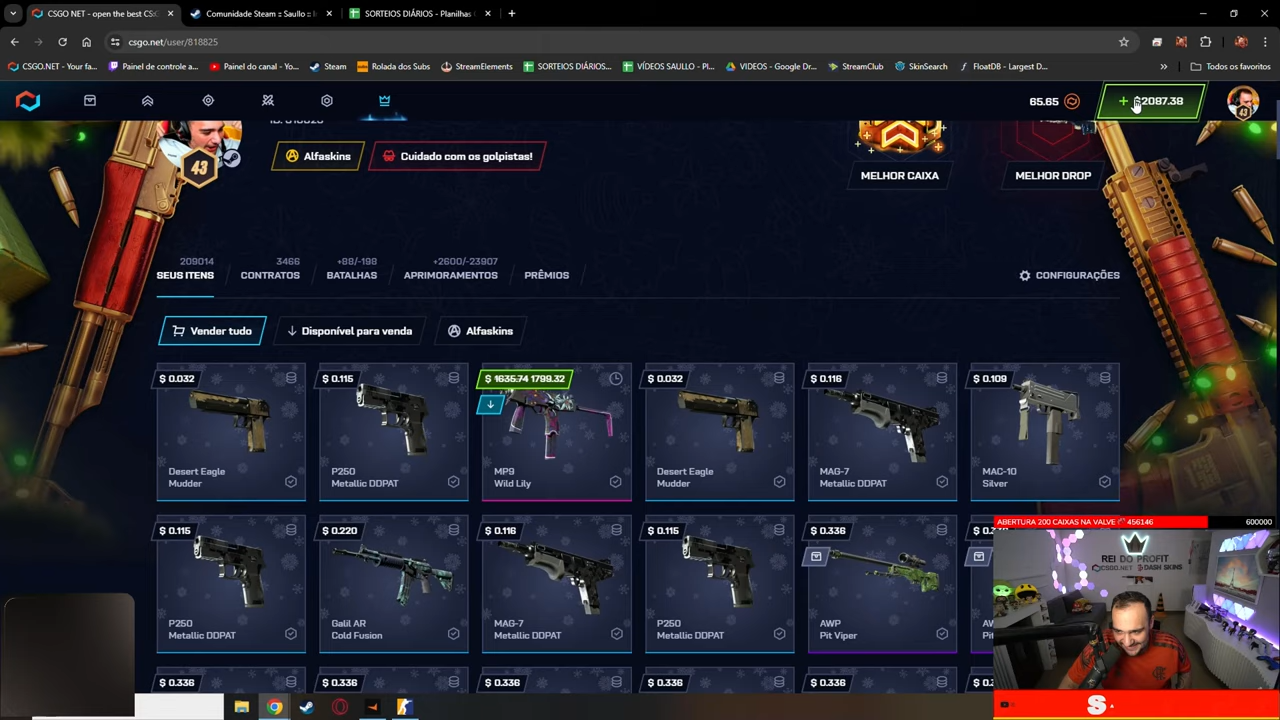 CSGO NET - open the best CS:
Comunidade Steam :: Saullo ::
SORTEIOS DIÁRIOS - Planilhas
csgo.net/user/818825
CSGO.NET - Your fa...
Painel de controle a...
Painel do canal - Yo...
Steam
Rolada dos Subs
StreamElements
SORTEIOS DIÁRIOS...
VÍDEOS SAULLO - PL...
VIDEOS - Google Dr...
StreamClub
SkinSearch
FloatDB - Largest D...
Todos os favoritos
65.65
+ $2087.38
43
43
Alfaskins
Cuidado com os golpistas!
MELHOR CAIXA
MELHOR DROP
209014
3466
+89/-198
+2600/-23907
SEUS ITENS
CONTRATOS
BATALHAS
APRIMORAMENTOS
PRÊMIOS
CONFIGURAÇÕES
Vender tudo
Disponível para venda
Alfaskins
$ 0.032
$ 0.115
$ 1635.74 1799.32
$ 0.032
$ 0.116
$ 0.109
Desert Eagle
Mudder
P250
Metallic DDPAT
MP9
Wild Lily
Desert Eagle
Mudder
MAG-7
Metallic DDPAT
MAC-10
Silver
$ 0.115
$ 0.220
$ 0.116
$ 0.115
$ 0.336
P250
Metallic DDPAT
Galil AR
Cold Fusion
MAG-7
Metallic DDPAT
P250
Metallic DDPAT
AWP
Pit Viper
$ 0.336
$ 0.336
$ 0.336
$ 0.336
$ 0.336
ABERTURA 200 CAIXAS NA VALVE
456146
600000
REI DO PROFIT
CSGO.NET
DASH SKINS
S